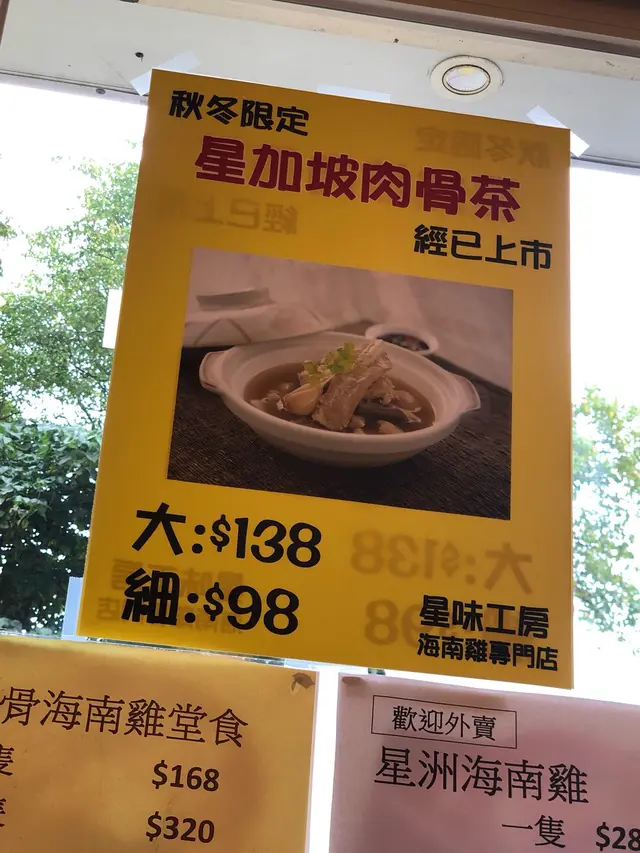 秋冬限定
星加坡肉骨茶
經已上市
大:$138
細:$98
星味工房
海南雞專門店
骨海南雞堂食
隻 $168
$320
歡迎外賣
星洲海南雞
一隻 $28